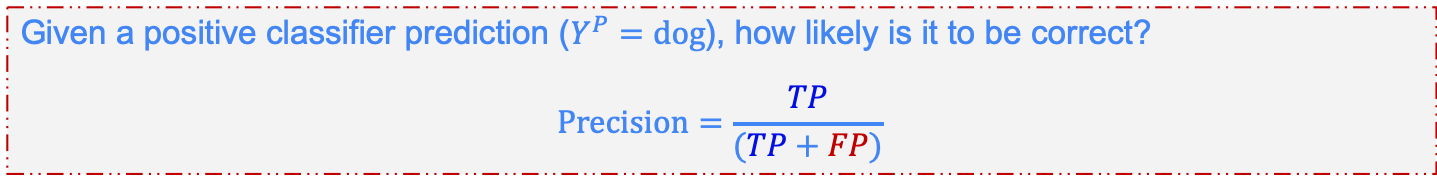 Given a positive classifier prediction (Y^P = dog), how likely is it to be correct?
Precision = TP / (TP + FP)